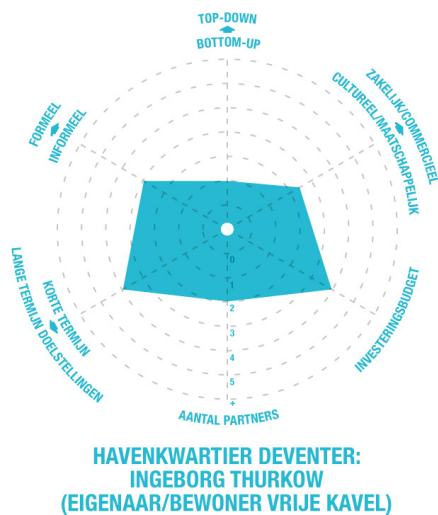 TOP-DOWN
BOTTOM-UP
ZAKELIJK/COMMERCIEEL
CULTUREEL/MAATSCHAPPELIJK
FORMEEL
INFORMEEL
0
1
2
3
4
5
+
INVESTERINGSBUDGET
KORTE TERMIJN
LANGE TERMIJN DOELSTELLINGEN
AANTAL PARTNERS
HAVENKWARTIER DEVENTER:
INGEBORG THURKOW
(EIGENAAR/BEWONER VRIJE KAVEL)